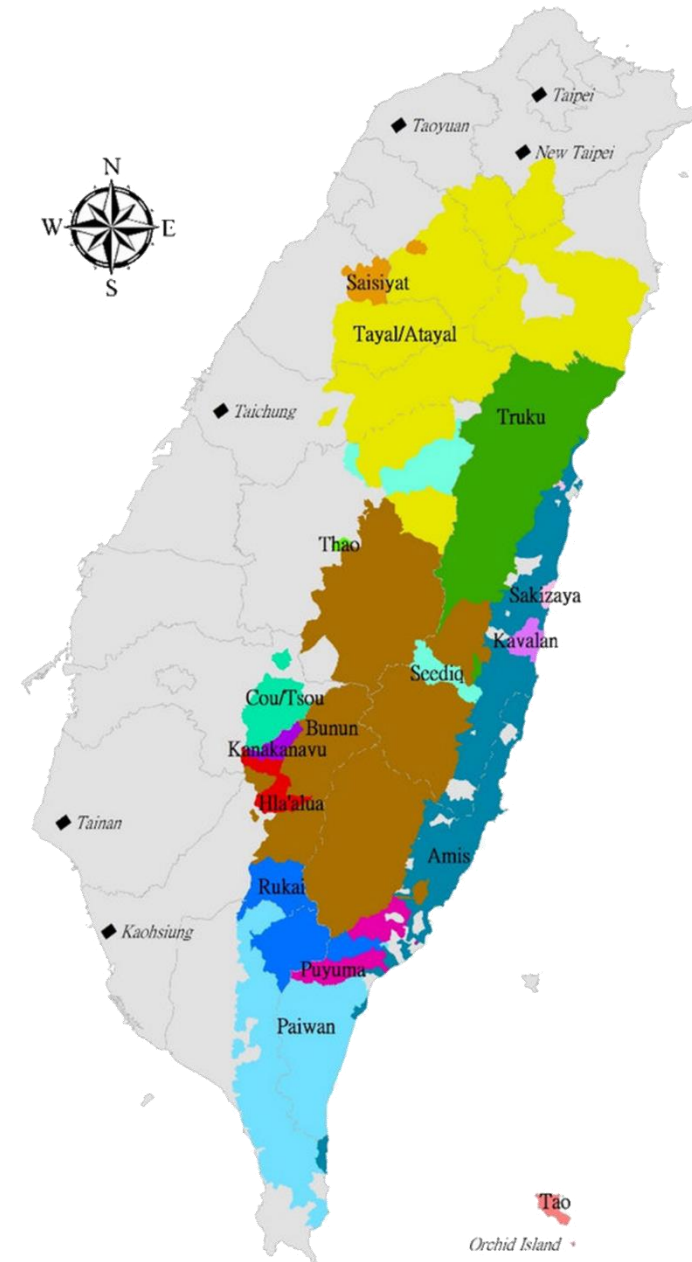 Taipei
Taoyuan
New Taipei
N
W E
S
Saisiyat
Tayal/Atayal
Taichung
Truku
Thao
Sakizaya
Kavalan
Seediq
Cou/Tsou
Bunun
Kanakanavu
Hla'alua
Tainan
Amis
Rukai
Kaohsiung
Puyuma
Paiwan
Tao
Orchid Island